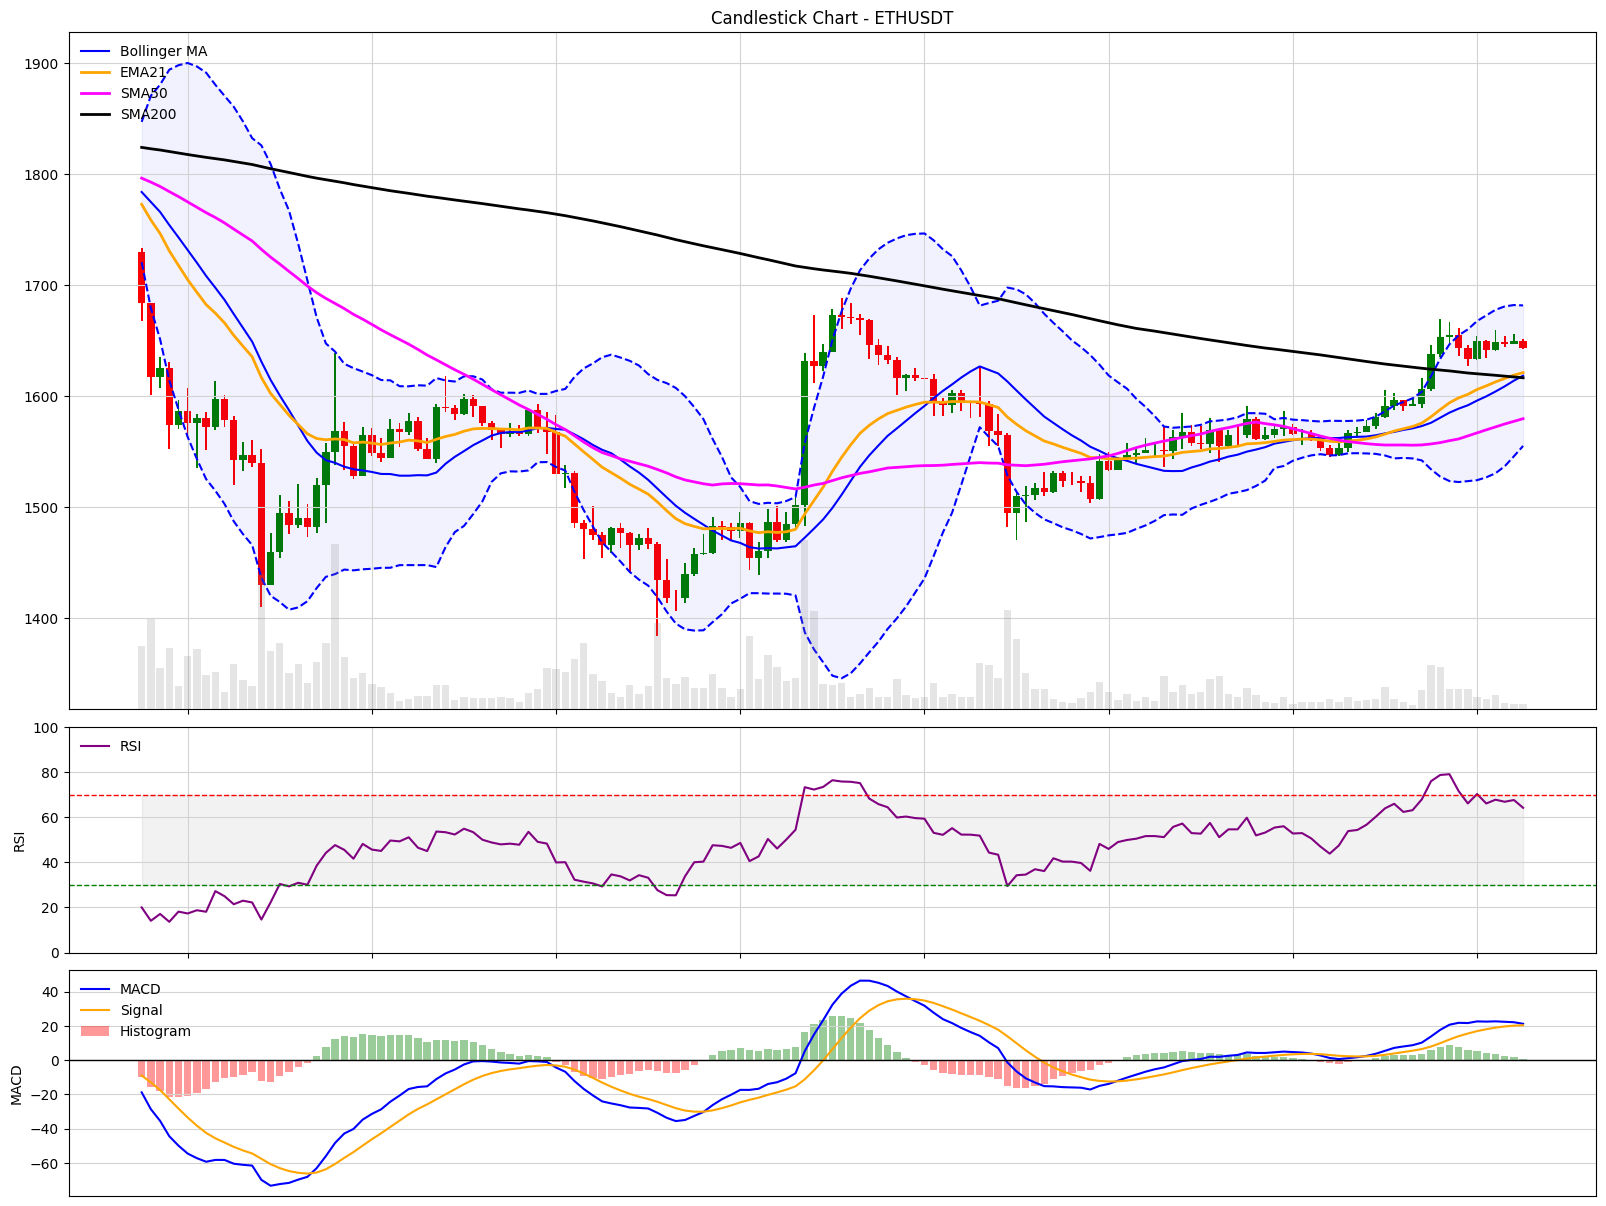 Candlestick Chart - ETHUSDT
Bollinger MA
EMA21
SMA50
SMA200
1900
1800
1700
1600
1500
1400
RSI
100
80
60
40
20
0
RSI
MACD
Signal
Histogram
40
20
0
−20
−40
−60
MACD